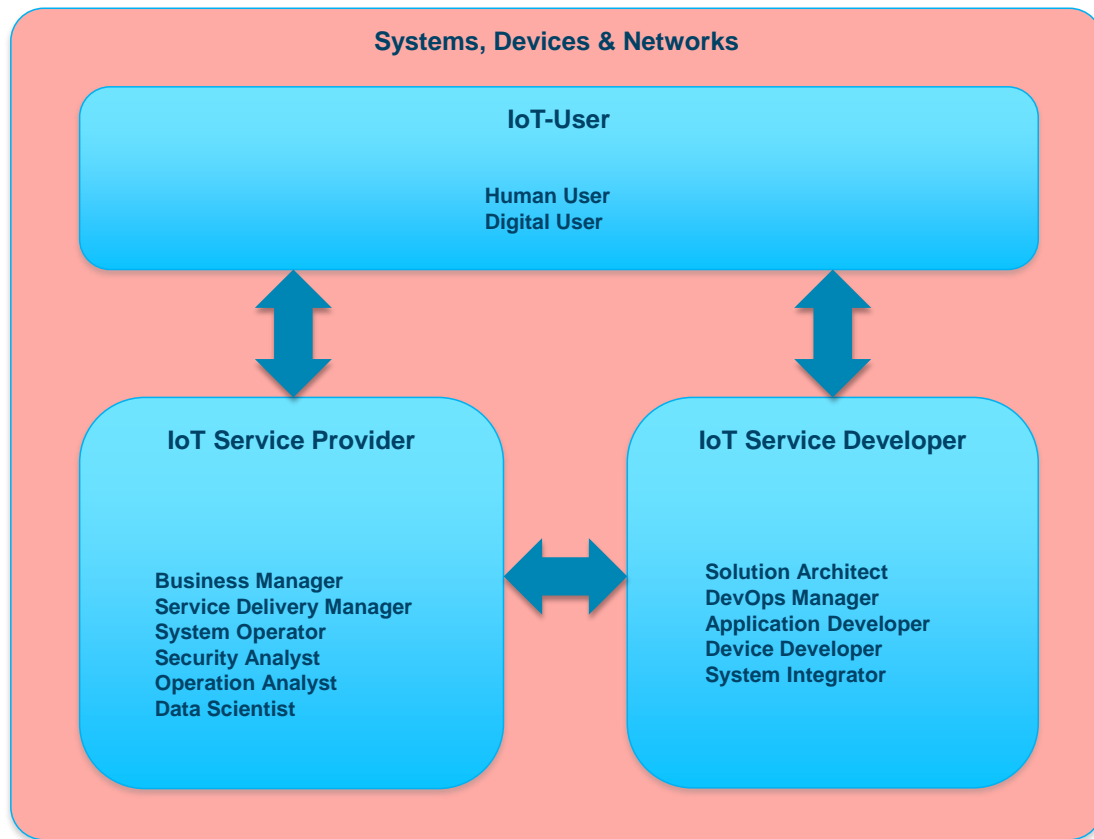 Systems, Devices & Networks
IoT-User
Human User
Digital User
IoT Service Provider
Business Manager
Service Delivery Manager
System Operator
Security Analyst
Operation Analyst
Data Scientist
IoT Service Developer
Solution Architect
DevOps Manager
Application Developer
Device Developer
System Integrator